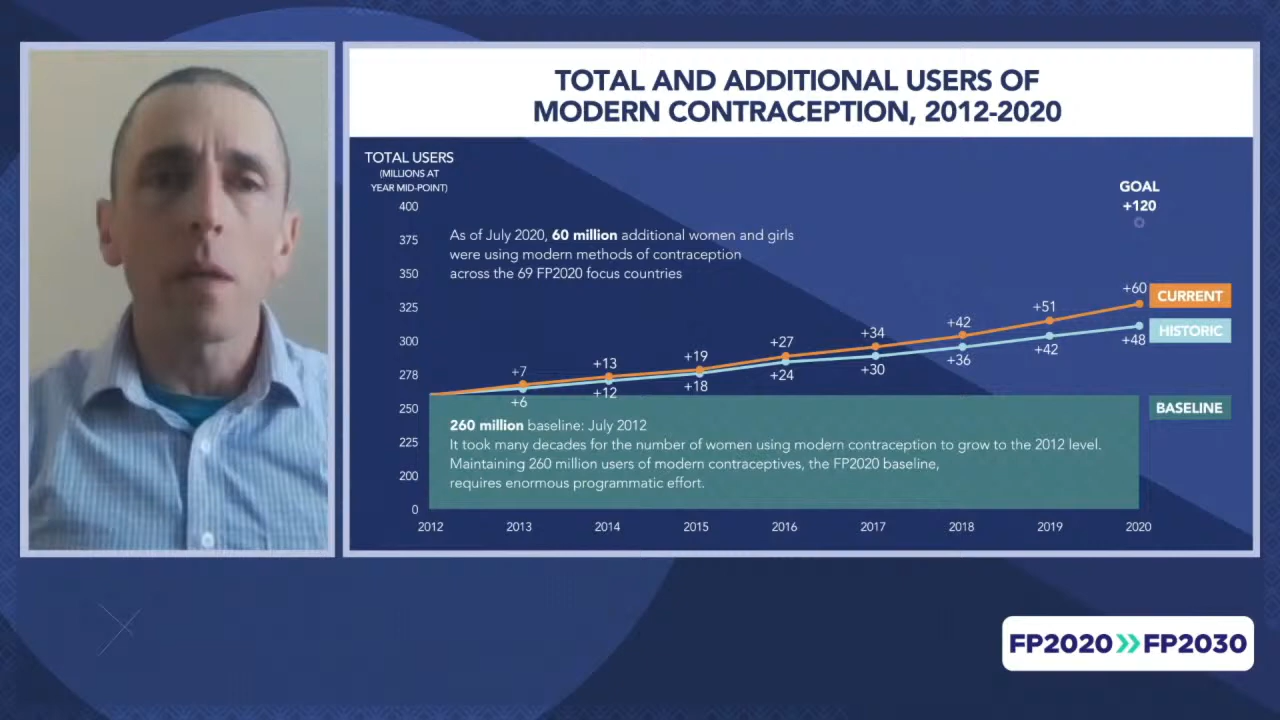 TOTAL AND ADDITIONAL USERS OF
MODERN CONTRACEPTION, 2012-2020
TOTAL USERS
(MILLIONS AT
YEAR MID-POINT)
400
375
350
325
300
278
250
225
200
0
As of July 2020, 60 million additional women and girls
were using modern methods of contraception
across the 69 FP2020 focus countries
GOAL
+120
+7
+13
+19
+27
+34
+42
+51
+60
CURRENT
+6
+12
+18
+24
+30
+36
+42
+48
HISTORIC
BASELINE
260 million baseline: July 2012
It took many decades for the number of women using modern contraception to grow to the 2012 level.
Maintaining 260 million users of modern contraceptives, the FP2020 baseline,
requires enormous programmatic effort.
2012 2013 2014 2015 2016 2017 2018 2019 2020
FP2020 FP2030